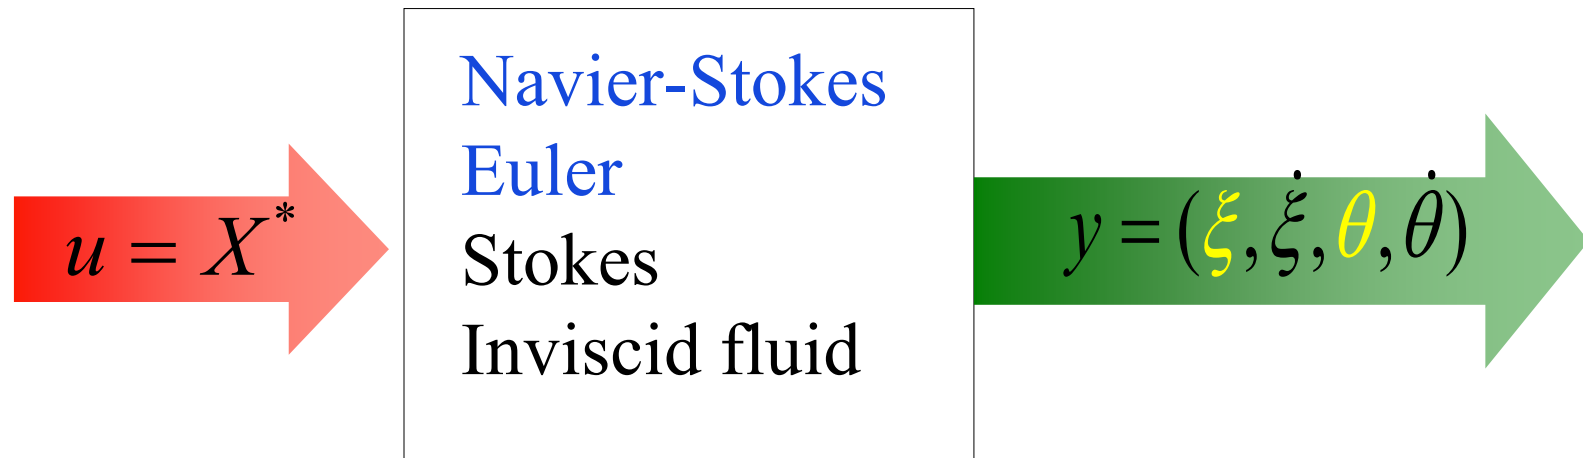 u = X*
Navier-Stokes
Euler
Stokes
Inviscid fluid
y = (ξ, ξ̇, θ, θ̇)